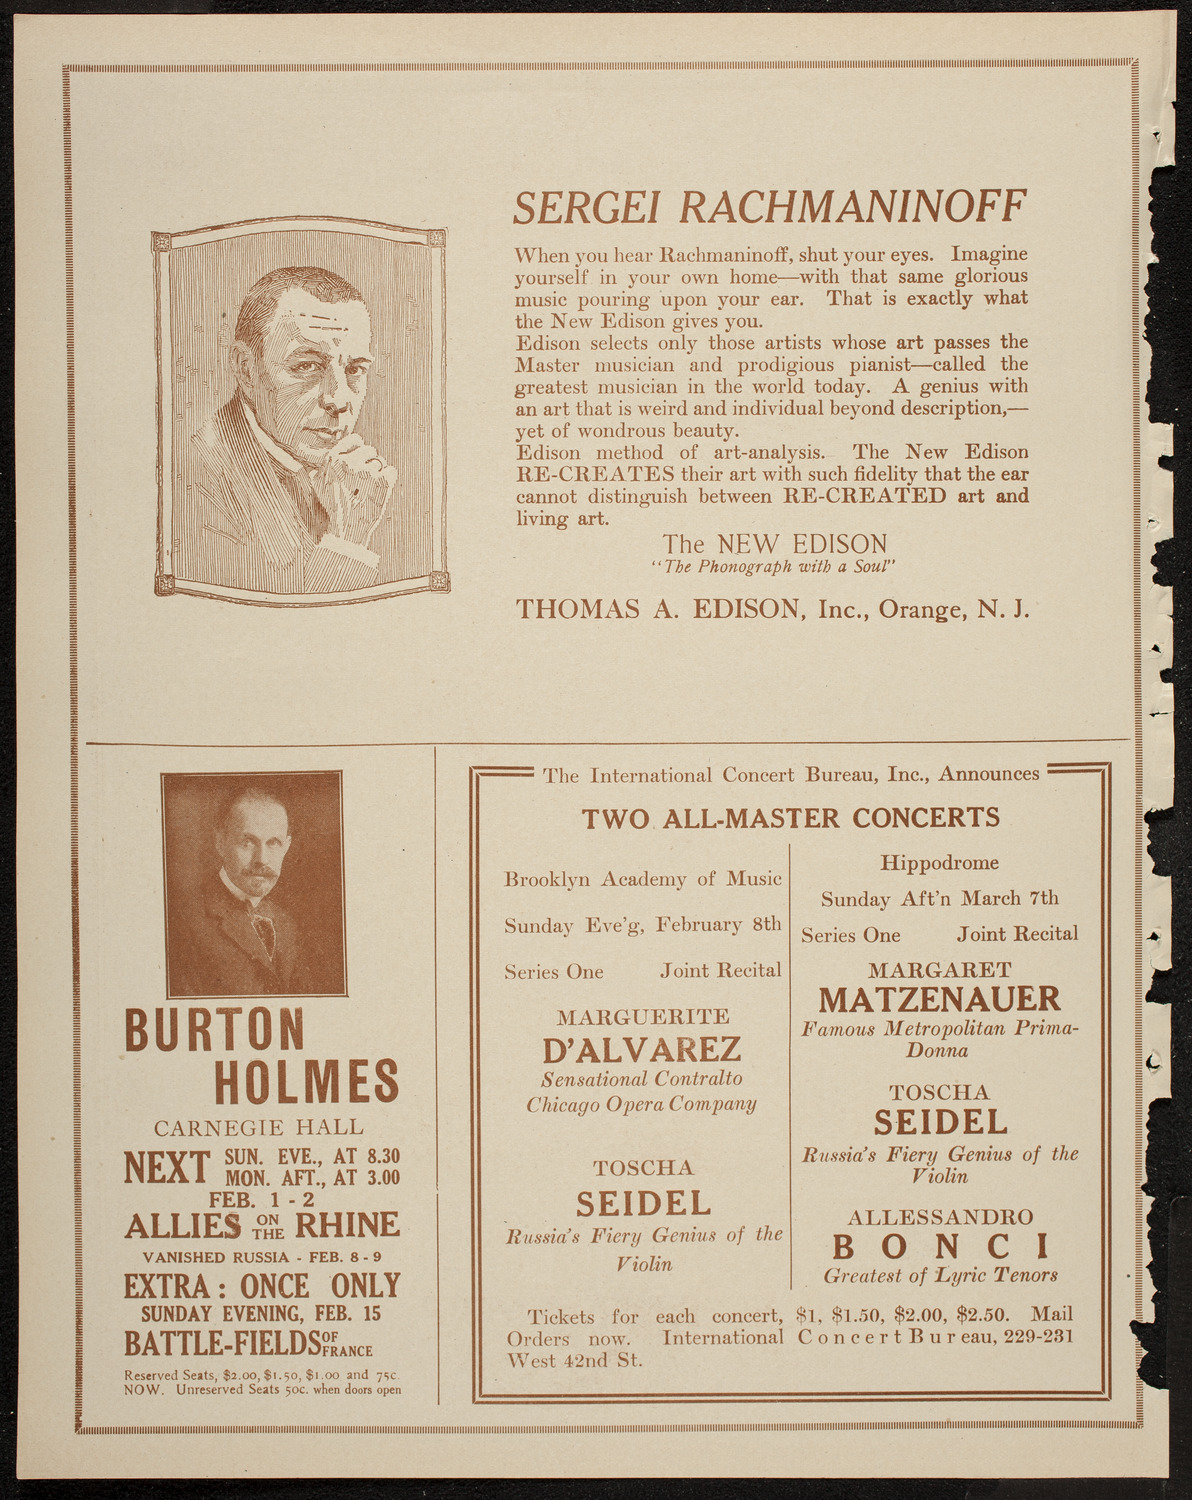 SERGEI RACHMANINOFF
When you hear Rachmaninoff, shut your eyes. Imagine
yourself in your own home—with that same glorious
music pouring upon your ear. That is exactly what
the New Edison gives you.
Edison selects only those artists whose art passes the
Master musician and prodigious pianist—called the
greatest musician in the world today. A genius with
an art that is weird and individual beyond description,—
yet of wondrous beauty.
Edison method of art-analysis. The New Edison
RE-CREATES their art with such fidelity that the ear
cannot distinguish between RE-CREATED art and
living art.
The NEW EDISON
"The Phonograph with a Soul"
THOMAS A. EDISON, Inc., Orange, N. J.
BURTON
HOLMES
CARNEGIE HALL
NEXT SUN. EVE., AT 8.30
MON. AFT., AT 3.00
FEB. 1 - 2
ALLIES ON THE RHINE
VANISHED RUSSIA - FEB. 8 - 9
EXTRA: ONCE ONLY
SUNDAY EVENING, FEB. 15
BATTLE-FIELDS OF FRANCE
Reserved Seats, $2.00, $1.50, $1.00 and 75c.
NOW. Unreserved Seats 50c. when doors open
The International Concert Bureau, Inc., Announces
TWO ALL-MASTER CONCERTS
Brooklyn Academy of Music
Sunday Eve'g, February 8th
Series One Joint Recital
MARGUERITE
D'ALVAREZ
Sensational Contralto
Chicago Opera Company
TOSCHA
SEIDEL
Russia's Fiery Genius of the
Violin
Hippodrome
Sunday Aft'n March 7th
Series One Joint Recital
MARGARET
MATZENAUER
Famous Metropolitan Prima-
Donna
TOSCHA
SEIDEL
Russia's Fiery Genius of the
Violin
ALLESSANDRO
BONCI
Greatest of Lyric Tenors
Tickets for each concert, $1, $1.50, $2.00, $2.50. Mail
Orders now. International Concert Bureau, 229-231
West 42nd St.